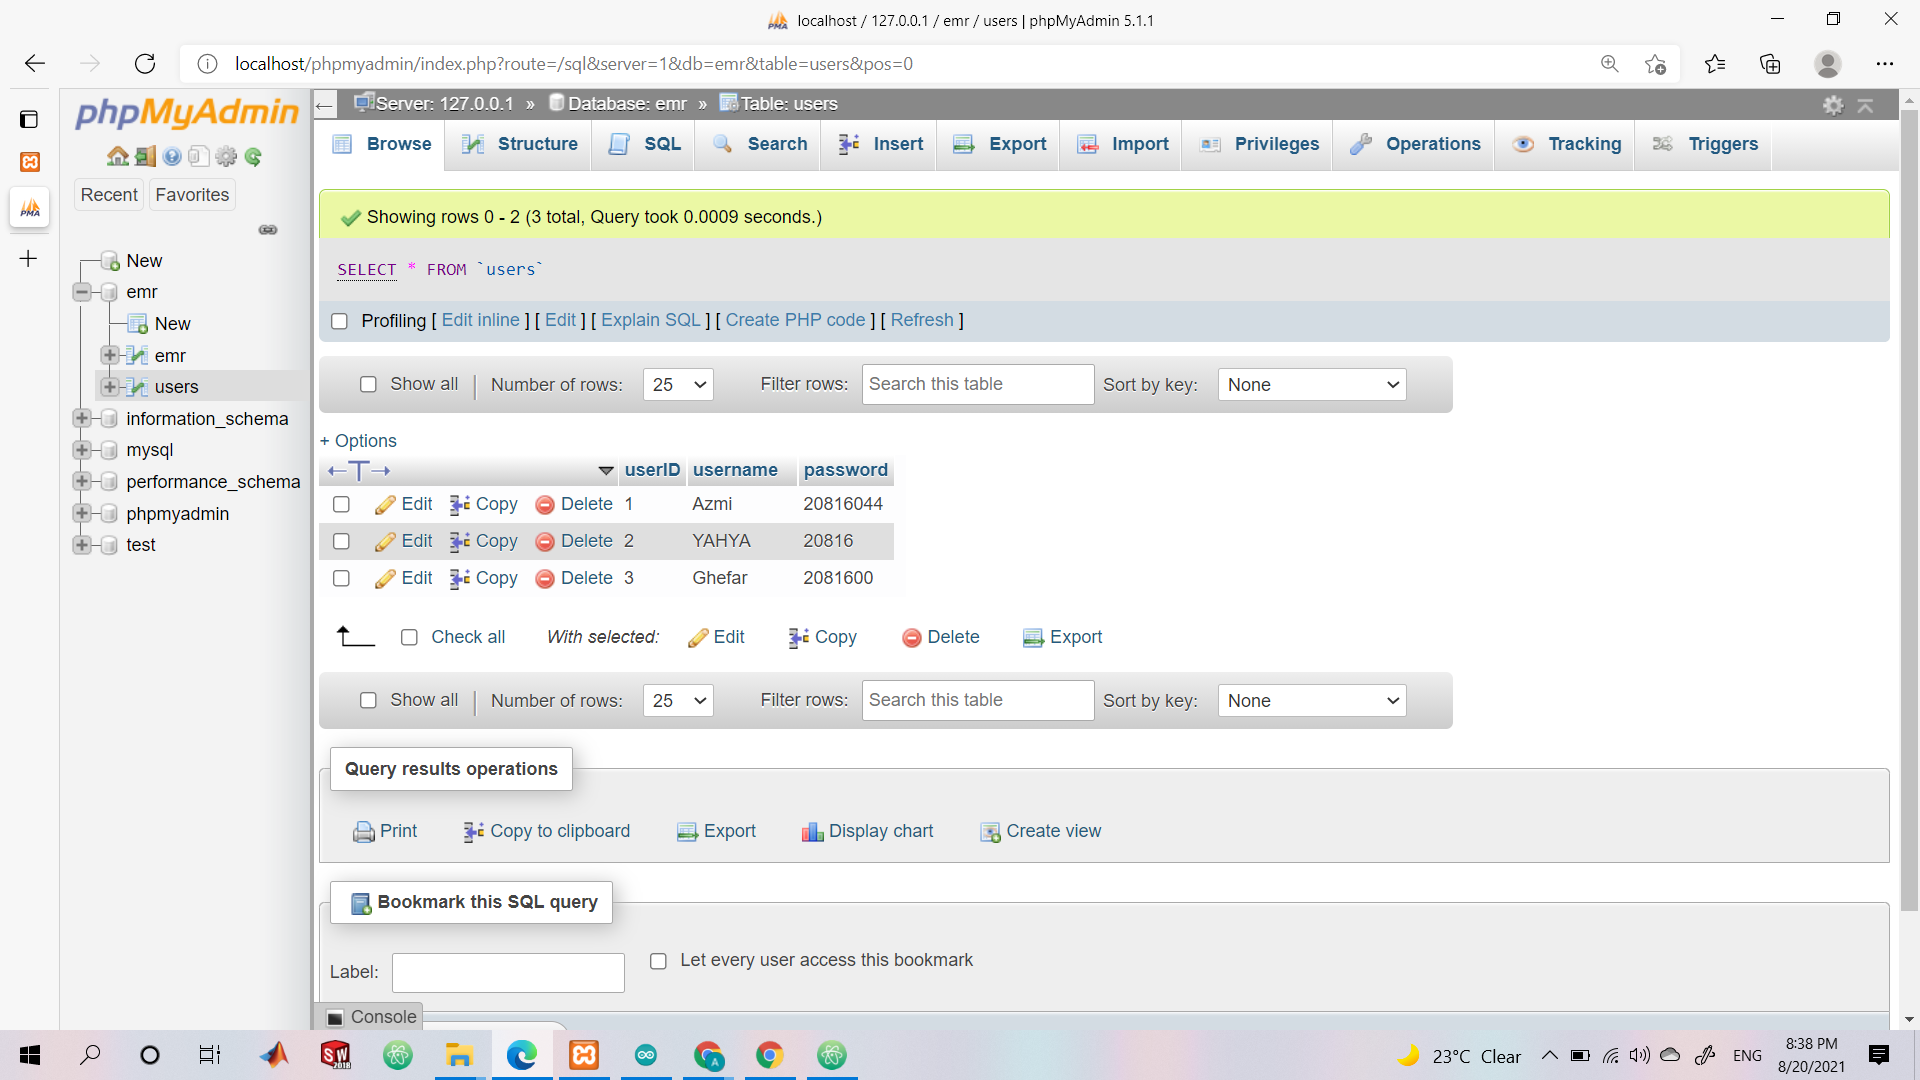 localhost / 127.0.0.1 / emr / users | phpMyAdmin 5.1.1
localhost/phpmyadmin/index.php?route=/sql&server=1&db=emr&table=users&pos=0
phpMyAdmin
Recent Favorites
New
emr
New
emr
users
information_schema
mysql
performance_schema
phpmyadmin
test
Server: 127.0.0.1 » Database: emr » Table: users
Browse Structure SQL Search Insert Export Import Privileges Operations Tracking Triggers
Showing rows 0 - 2 (3 total, Query took 0.0009 seconds.)
SELECT * FROM `users`
Profiling [ Edit inline ] [ Edit ] [ Explain SQL ] [ Create PHP code ] [ Refresh ]
Show all | Number of rows: 25 Filter rows: Search this table Sort by key: None
+ Options
←T→ userID username password
Edit Copy Delete 1 Azmi 20816044
Edit Copy Delete 2 YAHYA 20816
Edit Copy Delete 3 Ghefar 2081600
Check all With selected: Edit Copy Delete Export
Show all | Number of rows: 25 Filter rows: Search this table Sort by key: None
Query results operations
Print Copy to clipboard Export Display chart Create view
Bookmark this SQL query
Label: Let every user access this bookmark
Console
PMA
PMA
SW
2018
A
23°C Clear ENG
8:38 PM
8/20/2021